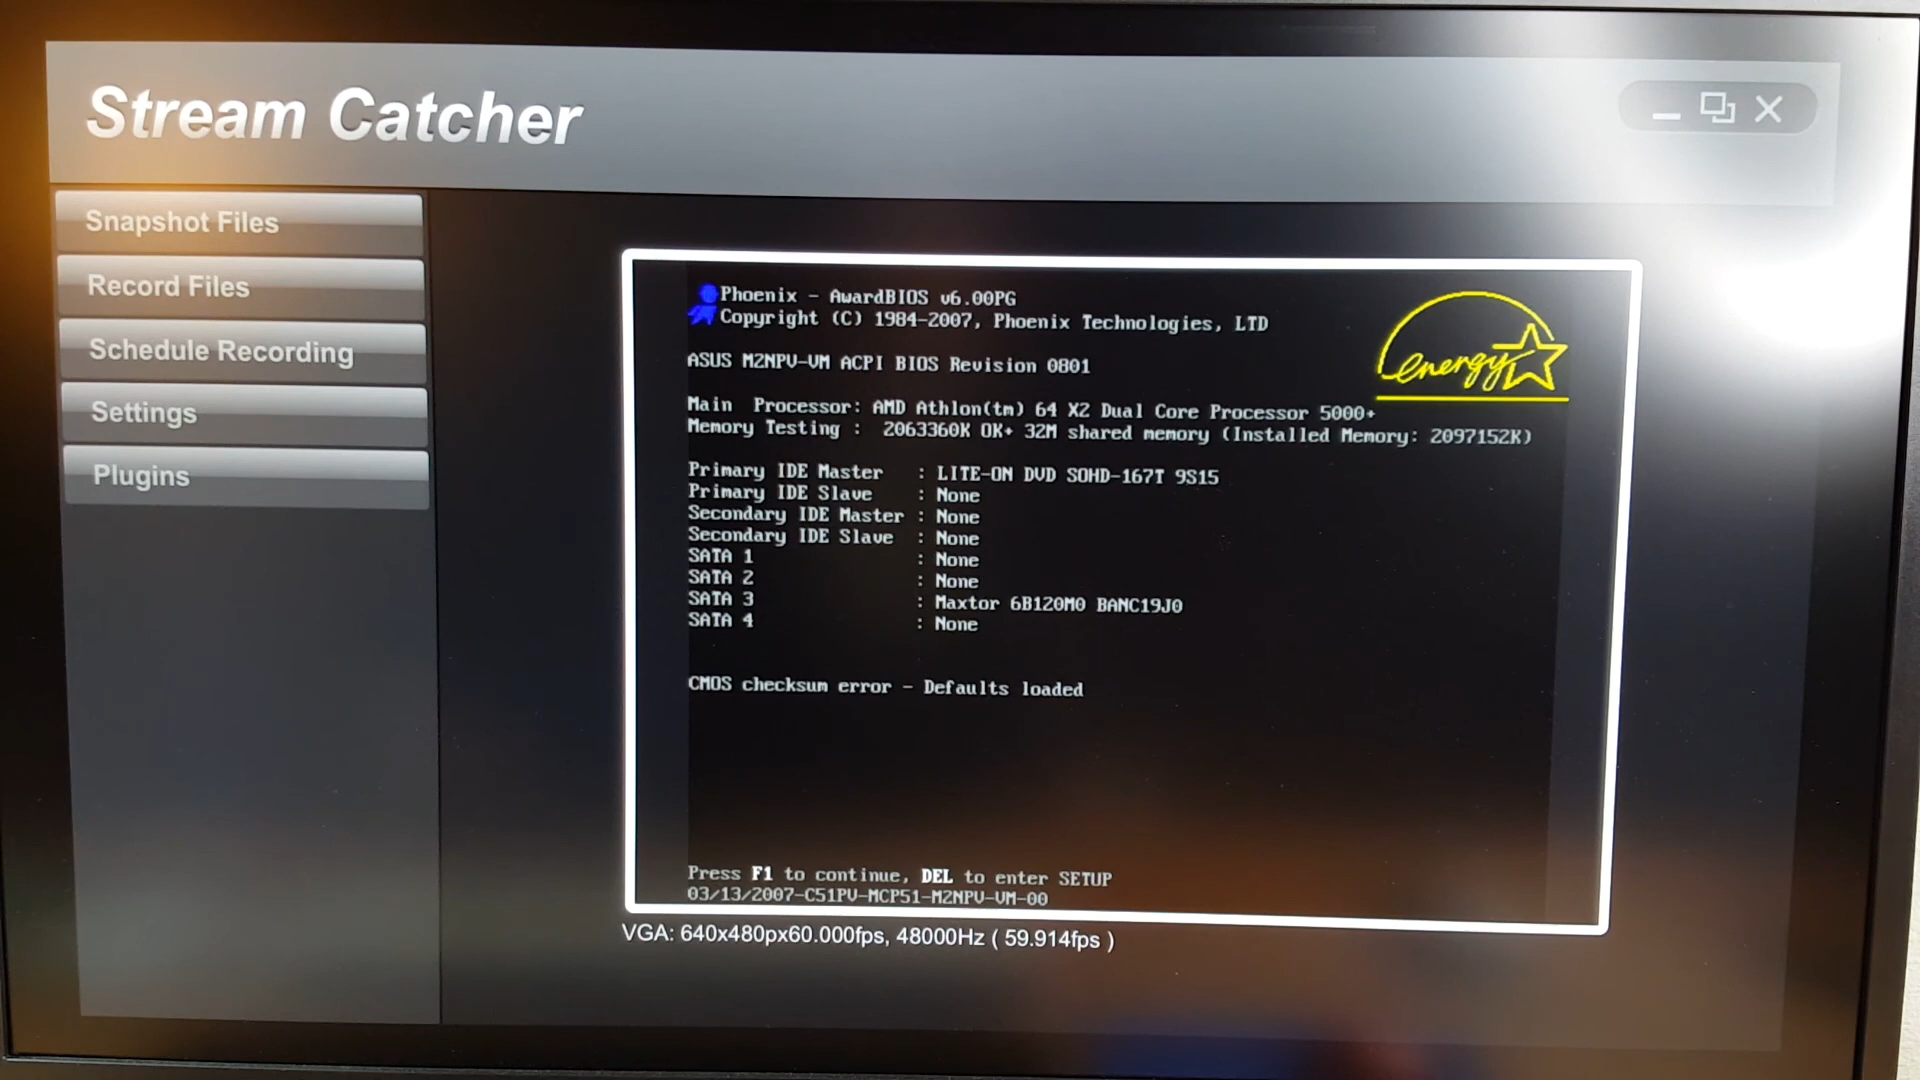 Stream Catcher
Snapshot Files
Record Files
Schedule Recording
Settings
Plugins
Phoenix - AwardBIOS v6.00PG
Copyright (C) 1984-2007, Phoenix Technologies, LTD
energy
ASUS M2NPV-VM ACPI BIOS Revision 0801
Main Processor: AMD Athlon(tm) 64 X2 Dual Core Processor 5000+
Memory Testing : 2063360K OK+ 32M shared memory (Installed Memory: 2097152K)
Primary IDE Master : LITE-ON DVD SOHD-167T 9S15
Primary IDE Slave : None
Secondary IDE Master : None
Secondary IDE Slave : None
SATA 1 : None
SATA 2 : None
SATA 3 : Maxtor 6B120M0 BANC19J0
SATA 4 : None
CMOS checksum error - Defaults loaded
Press F1 to continue, DEL to enter SETUP
03/13/2007-C51PV-MCP51-M2NPV-VM-00
VGA: 640x480px60.000fps, 48000Hz ( 59.914fps )